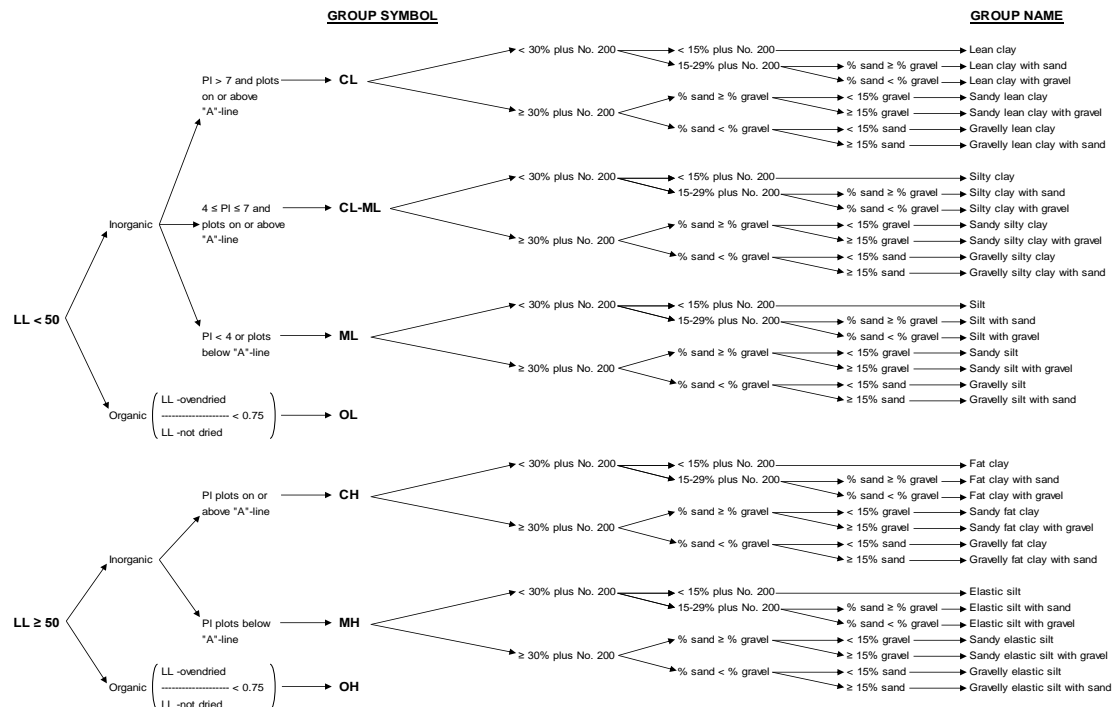 GROUP SYMBOL GROUP NAME
< 30% plus No. 200 < 15% plus No. 200 Lean clay
PI > 7 and plots
on or above
"A"-line
CL
15-29% plus No. 200 % sand ≥ % gravel Lean clay with sand
% sand < % gravel Lean clay with gravel
≥ 30% plus No. 200 % sand ≥ % gravel < 15% gravel Sandy lean clay
≥ 15% gravel Sandy lean clay with gravel
% sand < % gravel < 15% sand Gravelly lean clay
≥ 15% sand Gravelly lean clay with sand
< 30% plus No. 200 < 15% plus No. 200 Silty clay
4 ≤ PI ≤ 7 and
plots on or above
"A"-line
CL-ML
Inorganic
15-29% plus No. 200 % sand ≥ % gravel Silty clay with sand
% sand < % gravel Silty clay with gravel
≥ 30% plus No. 200 % sand ≥ % gravel < 15% gravel Sandy silty clay
≥ 15% gravel Sandy silty clay with gravel
% sand < % gravel < 15% sand Gravelly silty clay
≥ 15% sand Gravelly silty clay with sand
LL < 50
< 30% plus No. 200 < 15% plus No. 200 Silt
PI < 4 or plots
below "A"-line
ML
15-29% plus No. 200 % sand ≥ % gravel Silt with sand
% sand < % gravel Silt with gravel
≥ 30% plus No. 200 % sand ≥ % gravel < 15% gravel Sandy silt
≥ 15% gravel Sandy silt with gravel
% sand < % gravel < 15% sand Gravelly silt
≥ 15% sand Gravelly silt with sand
LL -ovendried
Organic -------------------- < 0.75 OL
LL -not dried
< 30% plus No. 200 < 15% plus No. 200 Fat clay
PI plots on or
above "A"-line
CH
15-29% plus No. 200 % sand ≥ % gravel Fat clay with sand
% sand < % gravel Fat clay with gravel
≥ 30% plus No. 200 % sand ≥ % gravel < 15% gravel Sandy fat clay
≥ 15% gravel Sandy fat clay with gravel
% sand < % gravel < 15% sand Gravelly fat clay
≥ 15% sand Gravelly fat clay with sand
Inorganic
LL ≥ 50
< 30% plus No. 200 < 15% plus No. 200 Elastic silt
PI plots below
"A"-line
MH
15-29% plus No. 200 % sand ≥ % gravel Elastic silt with sand
% sand < % gravel Elastic silt with gravel
≥ 30% plus No. 200 % sand ≥ % gravel < 15% gravel Sandy elastic silt
≥ 15% gravel Sandy elastic silt with gravel
% sand < % gravel < 15% sand Gravelly elastic silt
≥ 15% sand Gravelly elastic silt with sand
LL -ovendried
Organic -------------------- < 0.75 OH
LL -not dried